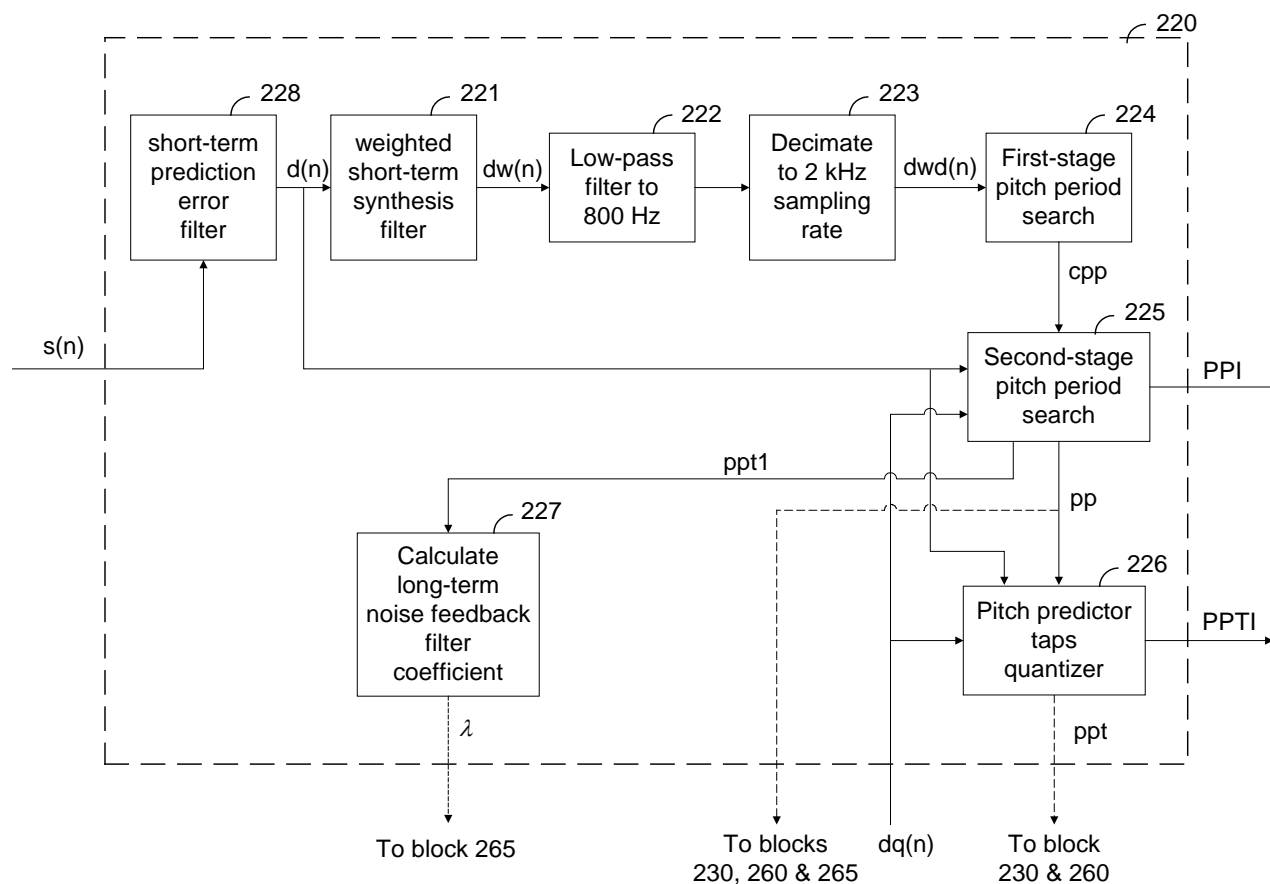 220
228
221
222
223
224
short-term
prediction
error
filter
d(n)
weighted
short-term
synthesis
filter
dw(n)
Low-pass
filter to
800 Hz
Decimate
to 2 kHz
sampling
rate
dwd(n)
First-stage
pitch period
search
cpp
225
s(n)
Second-stage
pitch period
search
PPI
ppt1
pp
227
Calculate
long-term
noise feedback
filter
coefficient
226
Pitch predictor
taps
quantizer
PPTI
λ
ppt
To block 265
To blocks
230, 260 & 265
dq(n)
To block
230 & 260